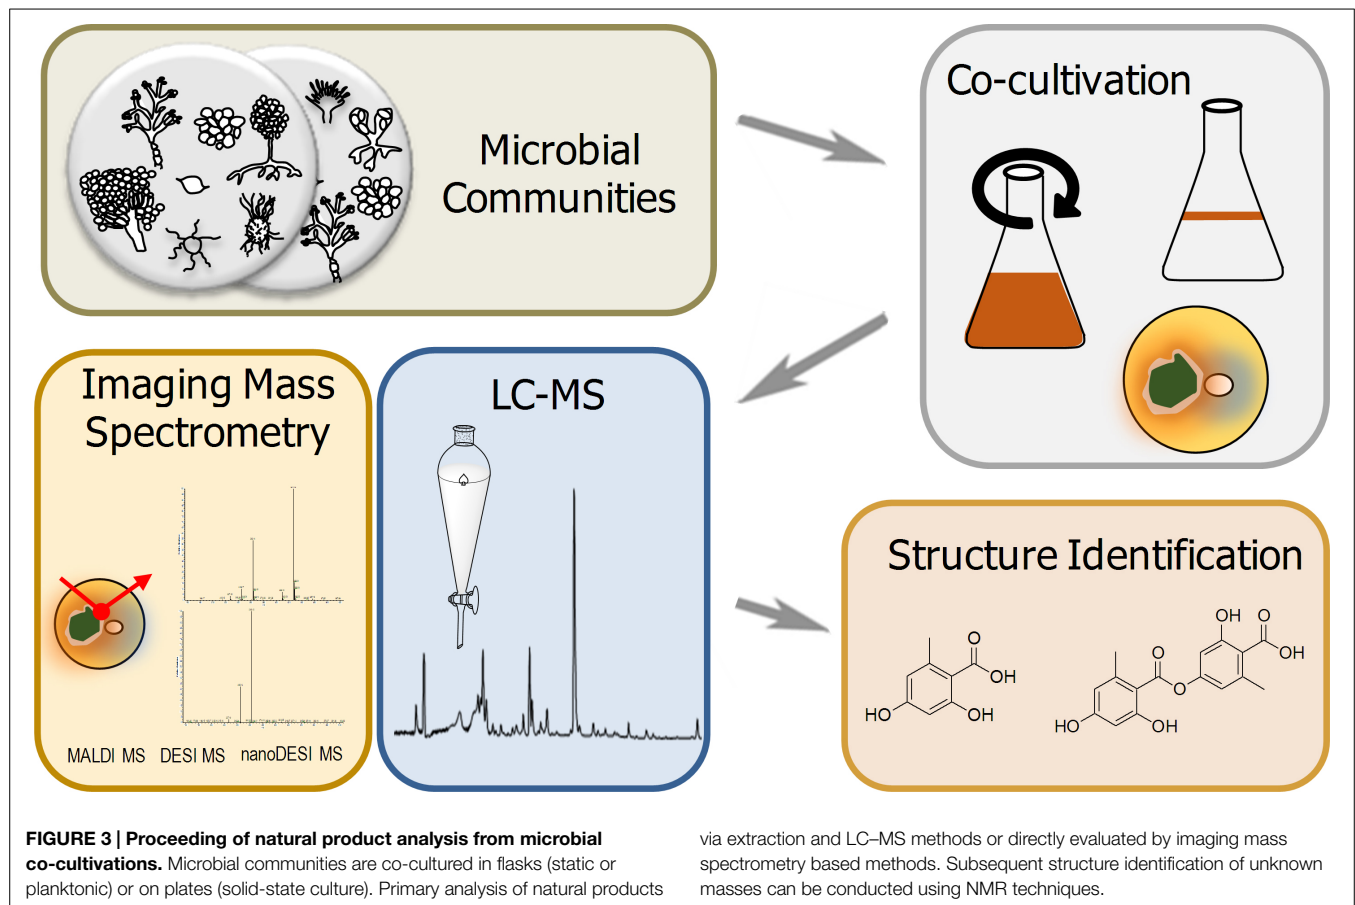 Microbial
Communities
Co-cultivation
Imaging Mass
Spectrometry
MALDI MS DESI MS nanoDESI MS
LC-MS
Structure Identification
O
OH
HO
OH
OH
O
OH
O
O
HO
OH
FIGURE 3 | Proceeding of natural product analysis from microbial
co-cultivations. Microbial communities are co-cultured in flasks (static or
planktonic) or on plates (solid-state culture). Primary analysis of natural products
via extraction and LC–MS methods or directly evaluated by imaging mass
spectrometry based methods. Subsequent structure identification of unknown
masses can be conducted using NMR techniques.